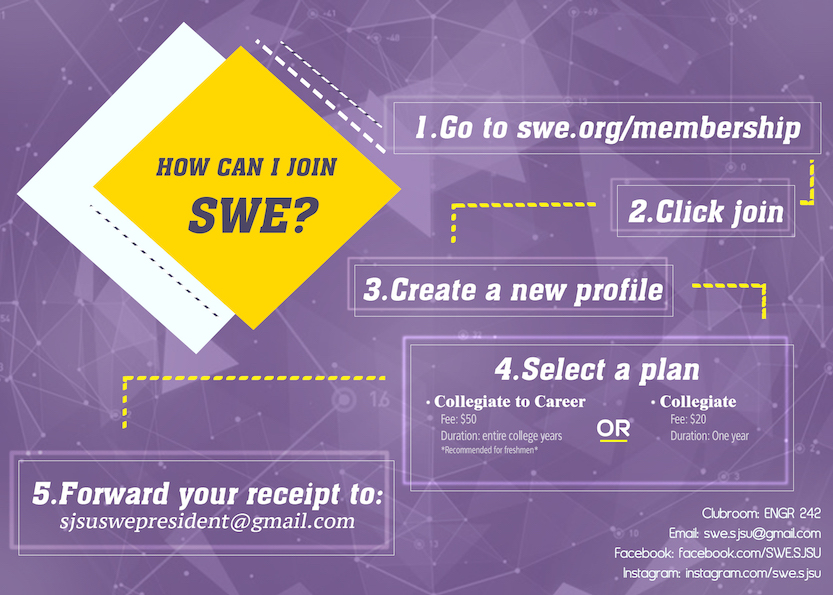 HOW CAN I JOIN
SWE?
1.Go to swe.org/membership
2.Click join
3.Create a new profile
4.Select a plan
• Collegiate to Career
Fee: $50
Duration: entire college years
*Recommended for freshmen*
OR
• Collegiate
Fee: $20
Duration: One year
5.Forward your receipt to:
sjsuswepresident@gmail.com
Clubroom: ENGR 242
Email: swe.sjsu@gmail.com
Facebook: facebook.com/SWE.SJSU
Instagram: instagram.com/swe.sjsu